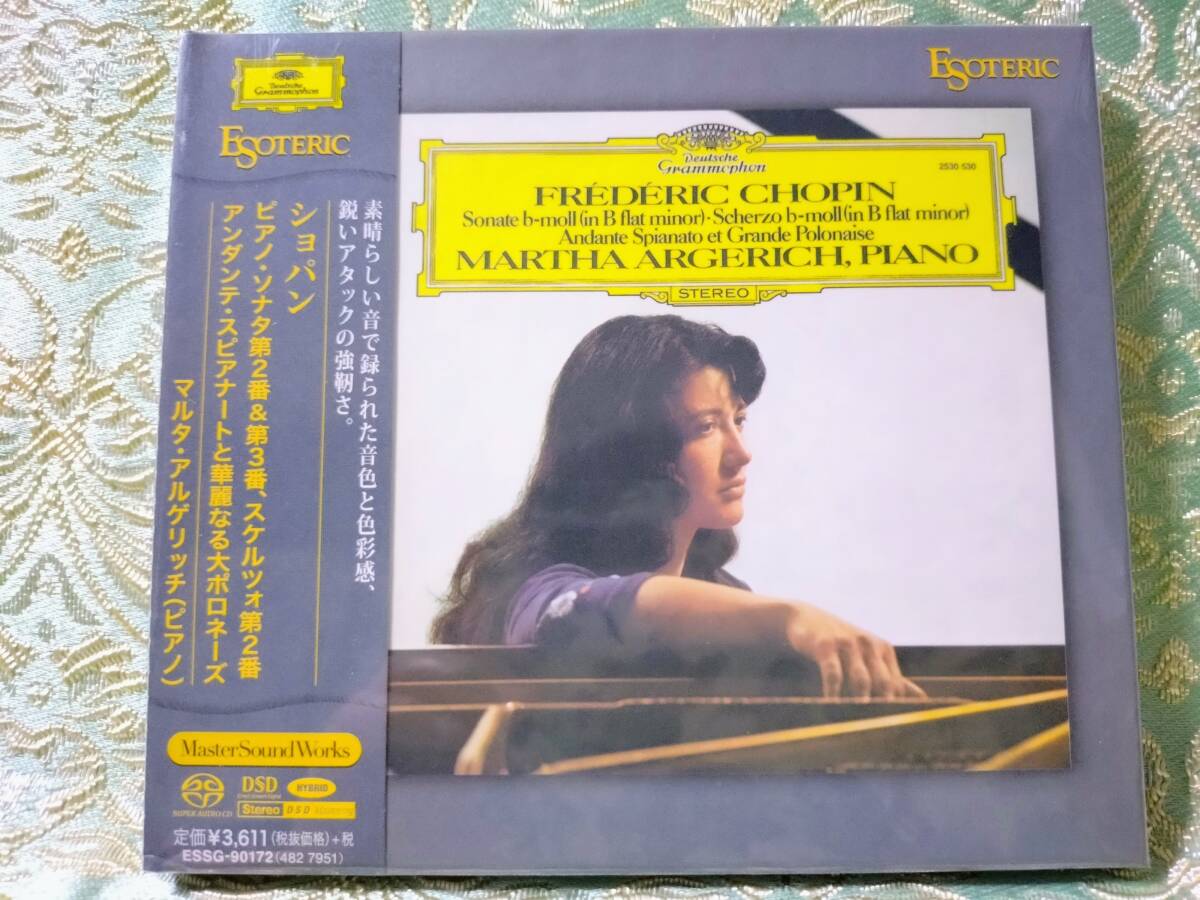 Deutsche
Grammophon
ESOTERIC
素晴らしい音で録られた音色と色彩感、
鋭いアタックの強靭さ。
ショパン
ピアノ・ソナタ第2番&第3番、スケルツォ第2番
アンダンテ・スピアナートと華麗なる大ポロネーズ
マルタ・アルゲリッチ(ピアノ)
MasterSoundWorks
SUPER AUDIO CD
DSD
Direct Stream Digital
HYBRID
Stereo
DSD
定価¥3,611(税抜価格)+税
ESSG-90172(482 7951)
ESOTERIC
Deutsche
Grammophon
2530 530
FRÉDÉRIC CHOPIN
Sonate b-moll (in B flat minor)·Scherzo b-moll (in B flat minor)
Andante Spianato et Grande Polonaise
MARTHA ARGERICH, PIANO
STEREO